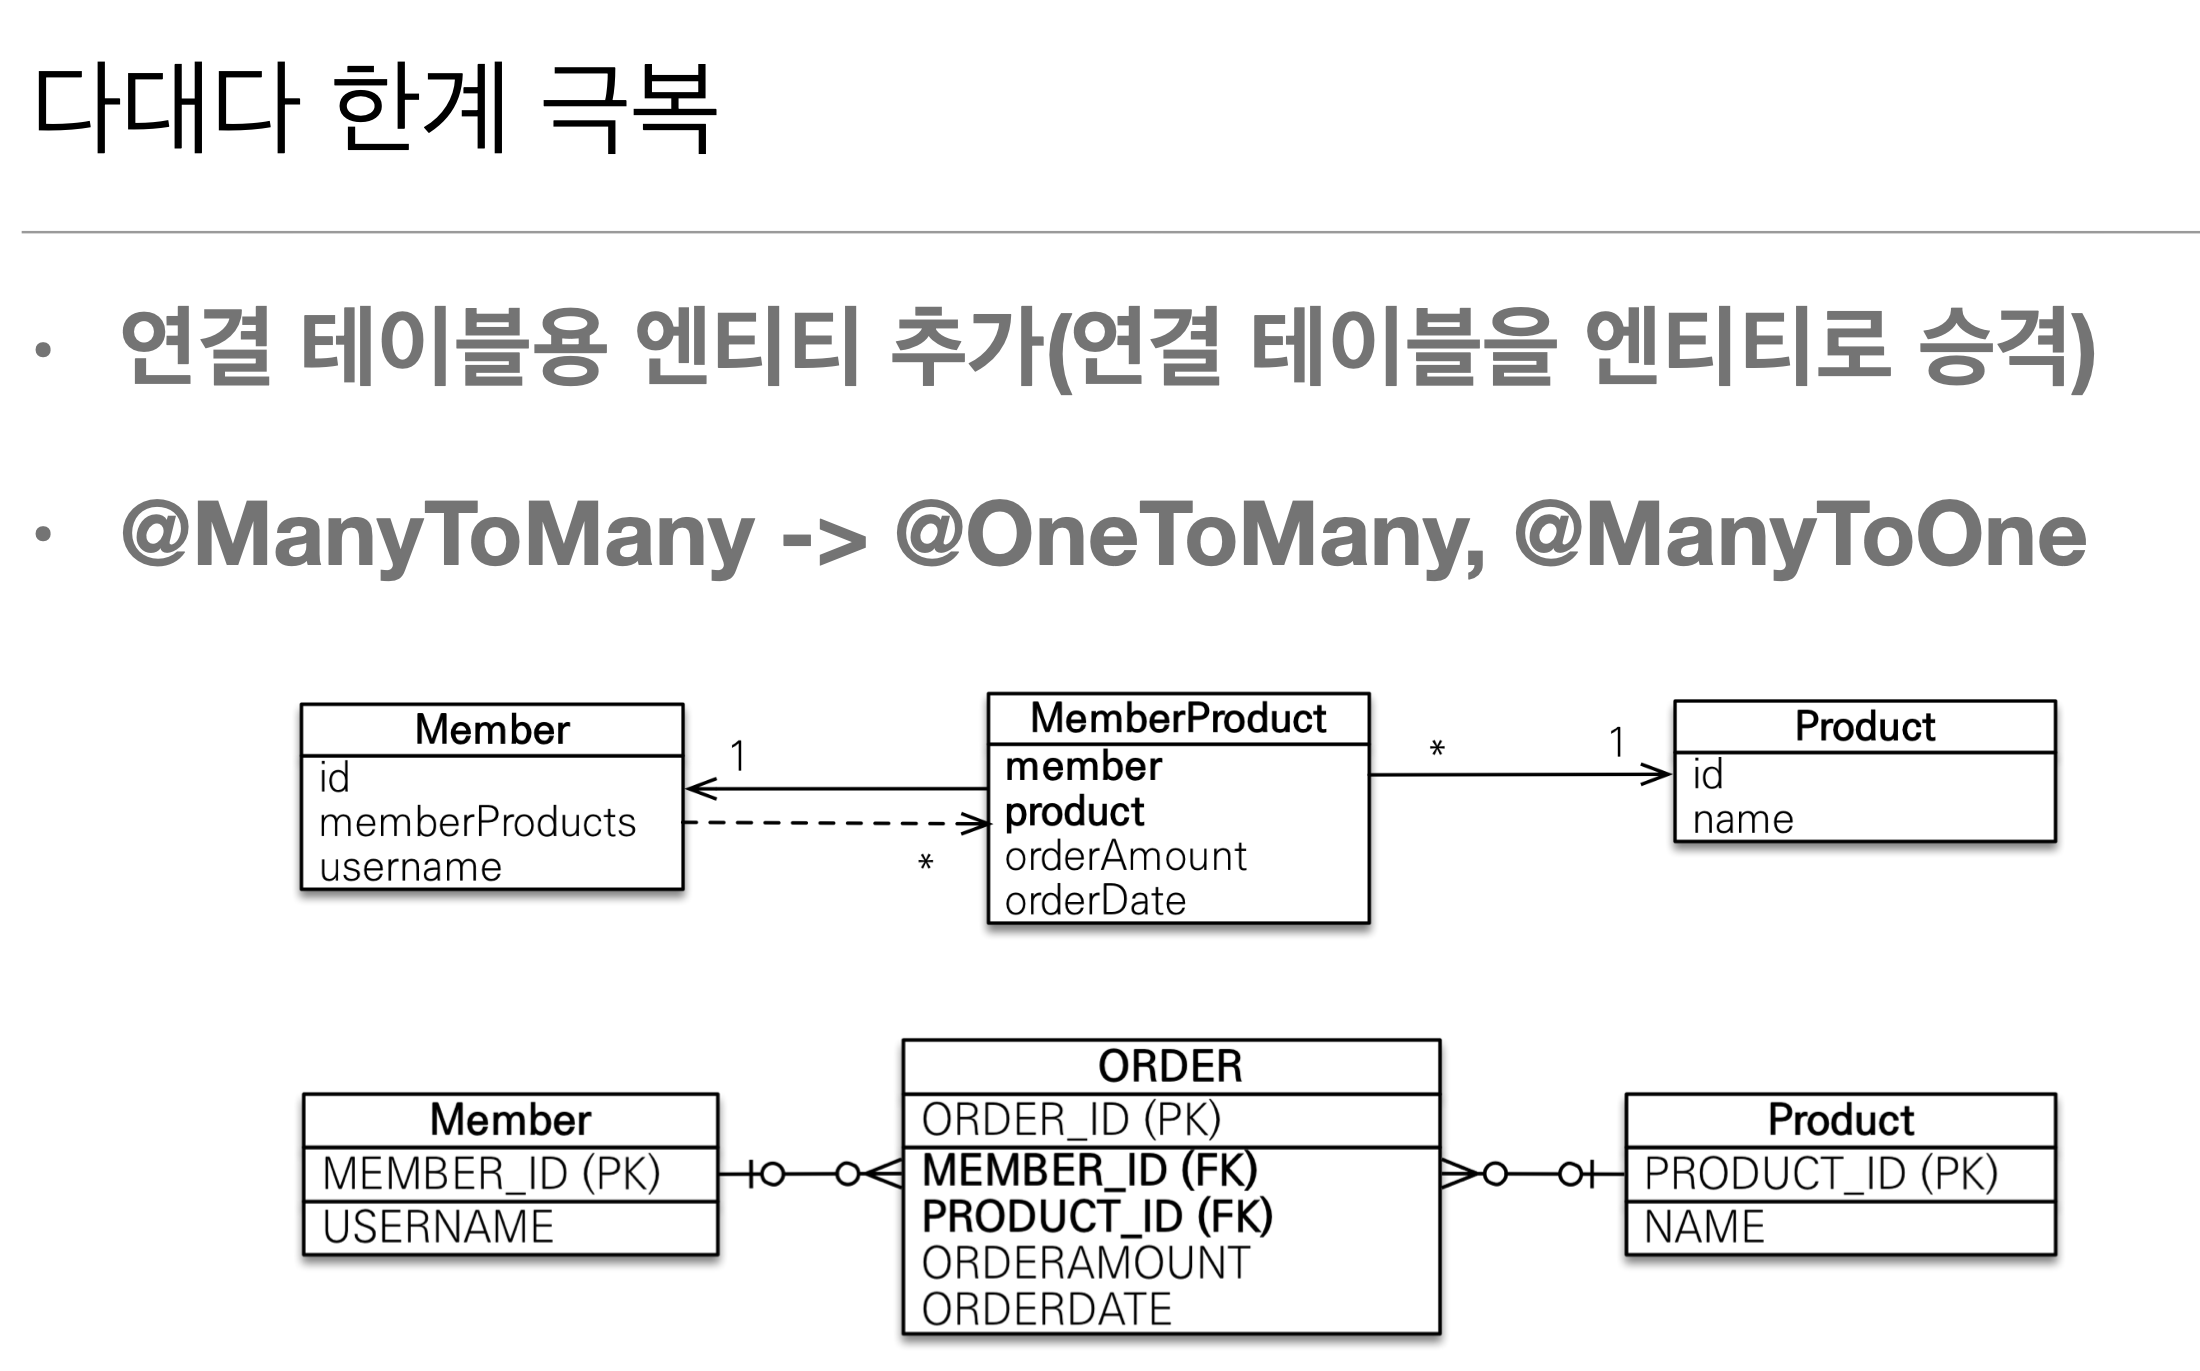 다대다 한계 극복
• 연결 테이블용 엔티티 추가(연결 테이블을 엔티티로 승격)
• @ManyToMany -> @OneToMany, @ManyToOne
Member
id
memberProducts
username
1
*
MemberProduct
member
product
orderAmount
orderDate
*
1
Product
id
name
Member
MEMBER_ID (PK)
USERNAME
ORDER
ORDER_ID (PK)
MEMBER_ID (FK)
PRODUCT_ID (FK)
ORDERAMOUNT
ORDERDATE
Product
PRODUCT_ID (PK)
NAME